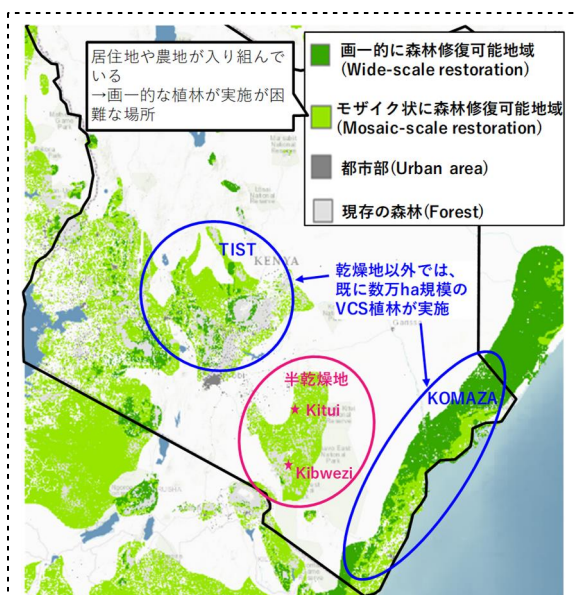 居住地や農地が入り組んで
いる
→画一的な植林が実施が困
難な場所
画一的に森林修復可能地域
(Wide-scale restoration)
モザイク状に森林修復可能地域
(Mosaic-scale restoration)
都市部(Urban area)
現存の森林(Forest)
TIST
KENYA
乾燥地以外では、
既に数万ha規模の
VCS植林が実施
半乾燥地
KOMAZA
Kitui
Kibwezi